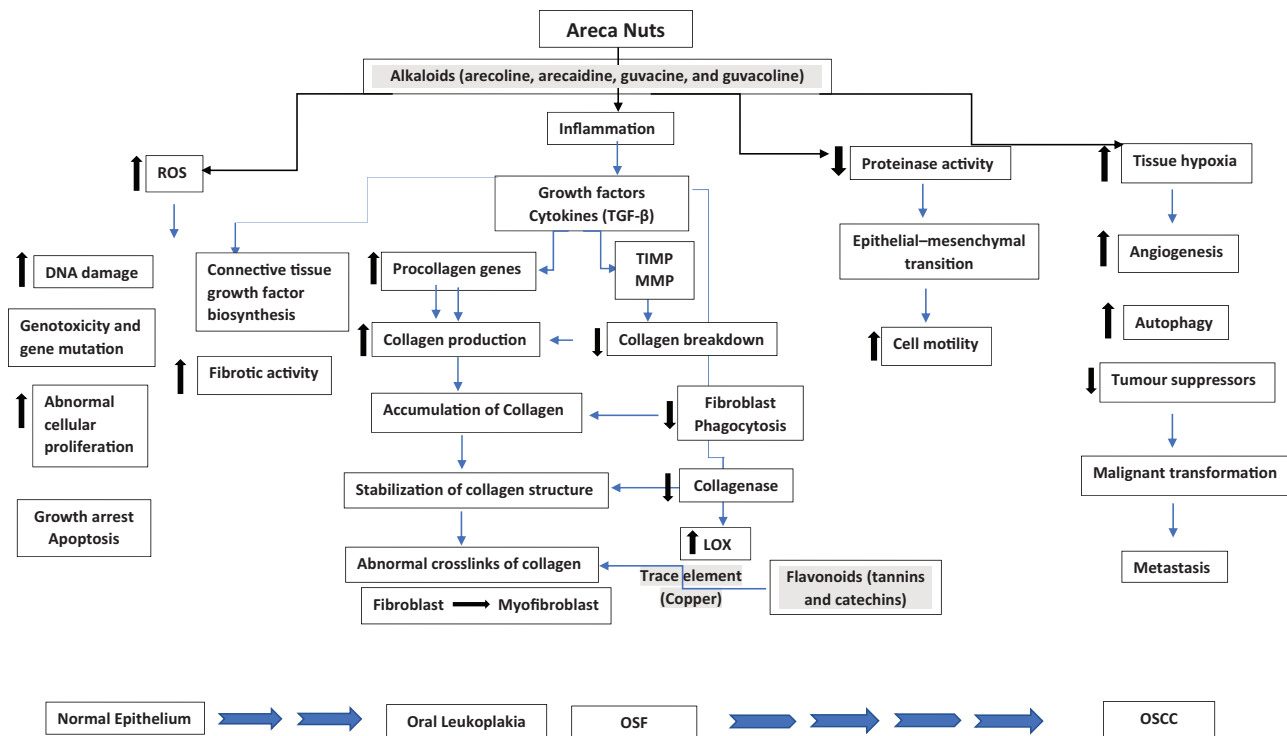 Areca Nuts
Alkaloids (arecoline, arecaidine, guvacine, and guvacoline)
Inflammation
ROS
Proteinase activity
Tissue hypoxia
Growth factors
Cytokines (TGF-β)
Epithelial–mesenchymal
transition
Angiogenesis
DNA damage
Connective tissue
growth factor
biosynthesis
Procollagen genes
TIMP
MMP
Genotoxicity and
gene mutation
Collagen production
Collagen breakdown
Cell motility
Autophagy
Fibrotic activity
Tumour suppressors
Abnormal
cellular
proliferation
Accumulation of Collagen
Fibroblast
Phagocytosis
Malignant transformation
Stabilization of collagen structure
Collagenase
Growth arrest
Apoptosis
LOX
Abnormal crosslinks of collagen
Metastasis
Trace element
(Copper)
Flavonoids (tannins
and catechins)
Fibroblast Myofibroblast
Normal Epithelium
Oral Leukoplakia
OSF
OSCC